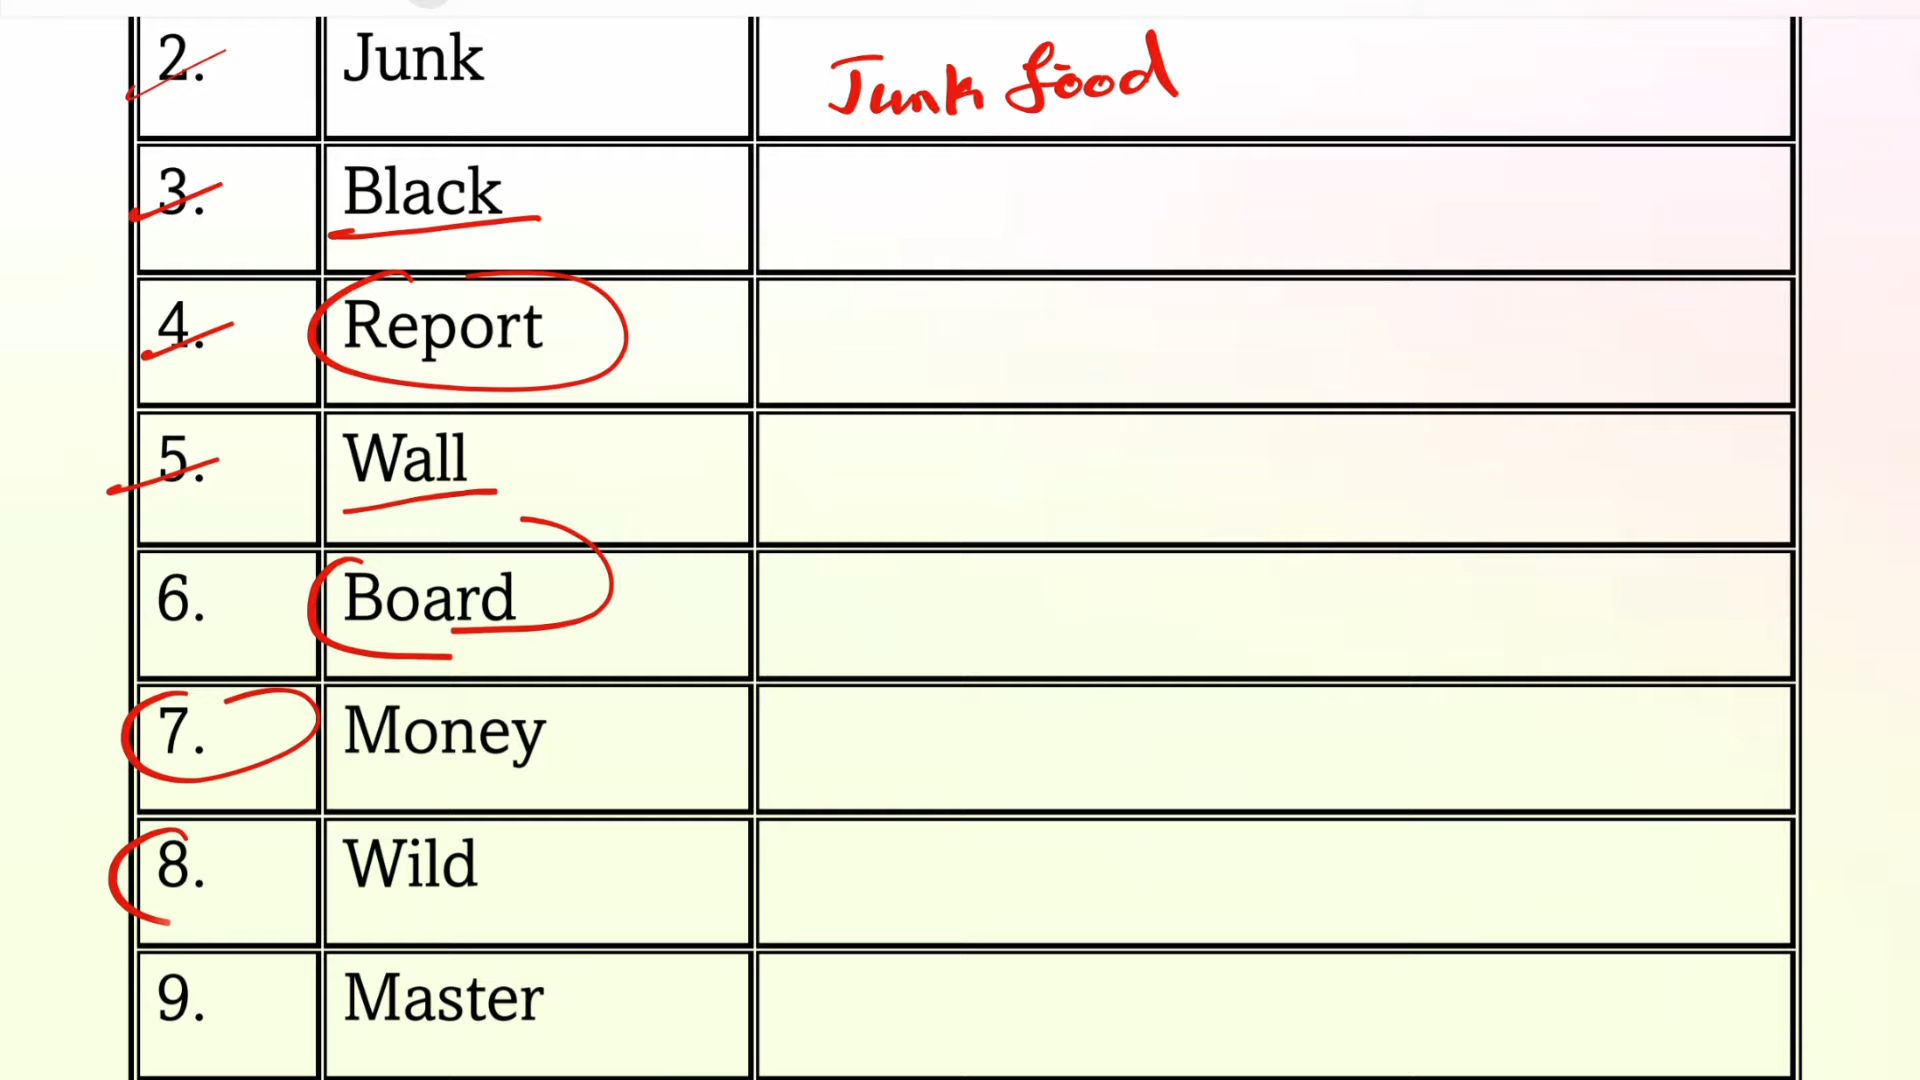 2. Junk Junk food
3. Black
4. Report
5. Wall
6. Board
7. Money
8. Wild
9. Master